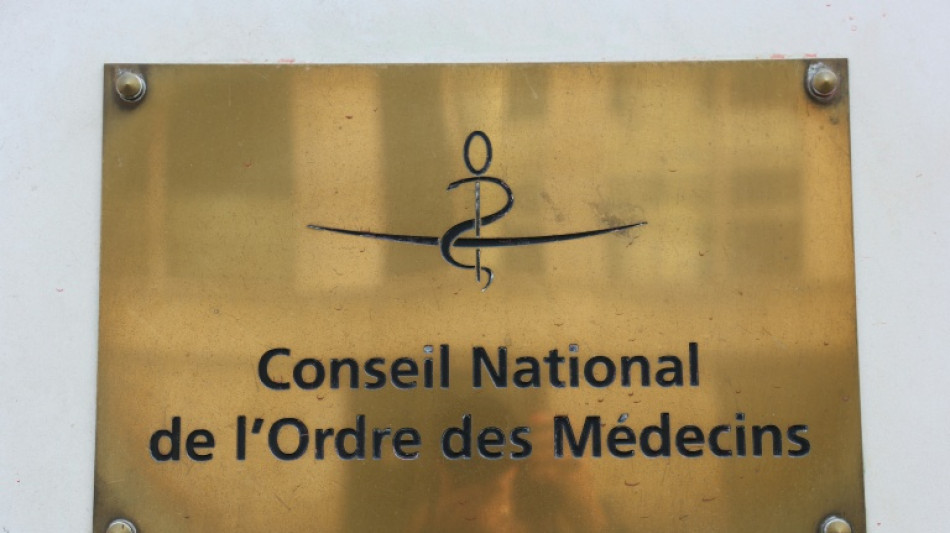 Conseil National
de l'Ordre des Médecins